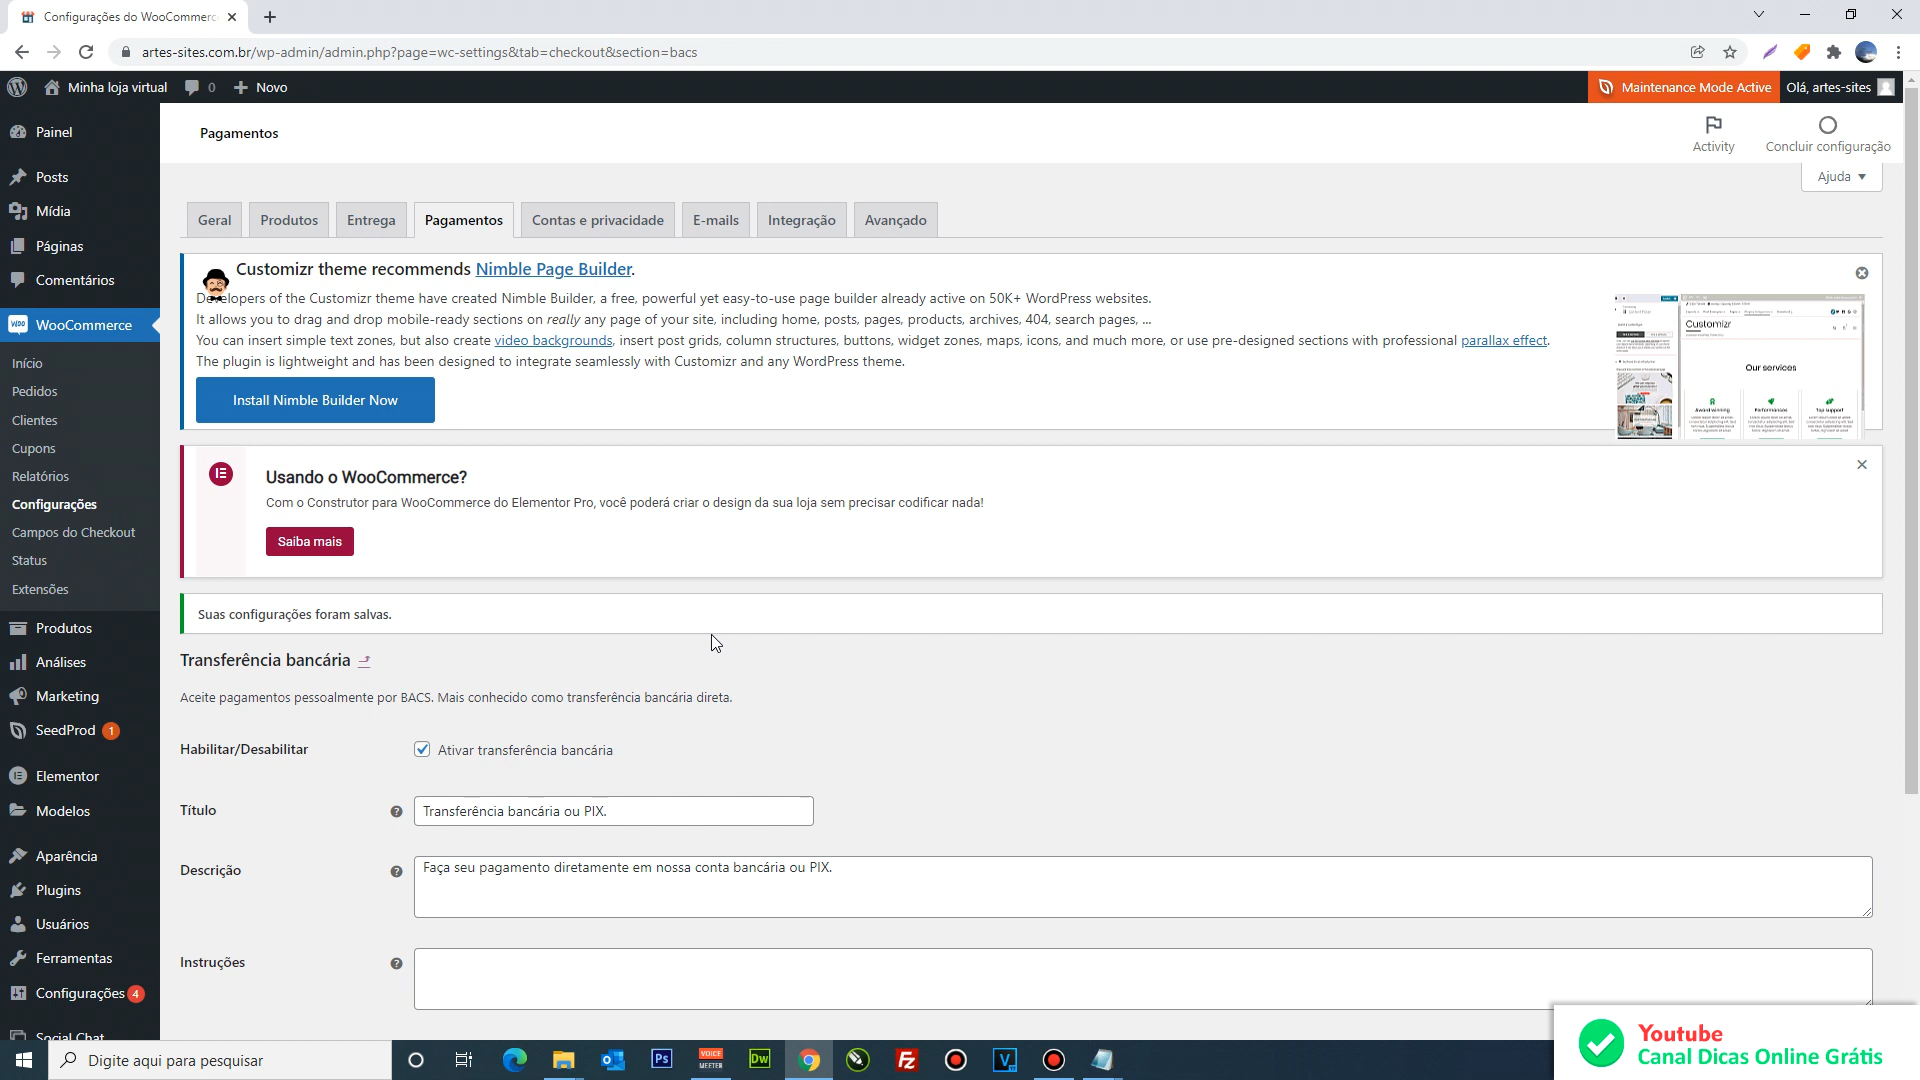 Configurações do WooCommerce
artes-sites.com.br/wp-admin/admin.php?page=wc-settings&tab=checkout&section=bacs
Minha loja virtual
0
Novo
Maintenance Mode Active
Olá, artes-sites
Painel
Posts
Mídia
Páginas
Comentários
WooCommerce
Início
Pedidos
Clientes
Cupons
Relatórios
Configurações
Campos do Checkout
Status
Extensões
Produtos
Análises
Marketing
SeedProd 1
Elementor
Modelos
Aparência
Plugins
Usuários
Ferramentas
Configurações 4
Social Chat
Pagamentos
Activity
Concluir configuração
Ajuda
Geral
Produtos
Entrega
Pagamentos
Contas e privacidade
E-mails
Integração
Avançado
Customizr theme recommends Nimble Page Builder.
Developers of the Customizr theme have created Nimble Builder, a free, powerful yet easy-to-use page builder already active on 50K+ WordPress websites.
It allows you to drag and drop mobile-ready sections on really any page of your site, including home, posts, pages, products, archives, 404, search pages, ...
You can insert simple text zones, but also create video backgrounds, insert post grids, column structures, buttons, widget zones, maps, icons, and much more, or use pre-designed sections with professional parallax effect.
The plugin is lightweight and has been designed to integrate seamlessly with Customizr and any WordPress theme.
Install Nimble Builder Now
Customizr
Our services
Award winning
Performances
Top support
Usando o WooCommerce?
Com o Construtor para WooCommerce do Elementor Pro, você poderá criar o design da sua loja sem precisar codificar nada!
Saiba mais
Suas configurações foram salvas.
Transferência bancária
Aceite pagamentos pessoalmente por BACS. Mais conhecido como transferência bancária direta.
Habilitar/Desabilitar
Ativar transferência bancária
Título
Transferência bancária ou PIX.
Descrição
Faça seu pagamento diretamente em nossa conta bancária ou PIX.
Instruções
Youtube
Canal Dicas Online Grátis
Digite aqui para pesquisar
Ps
VOICE
MEETER
Dw